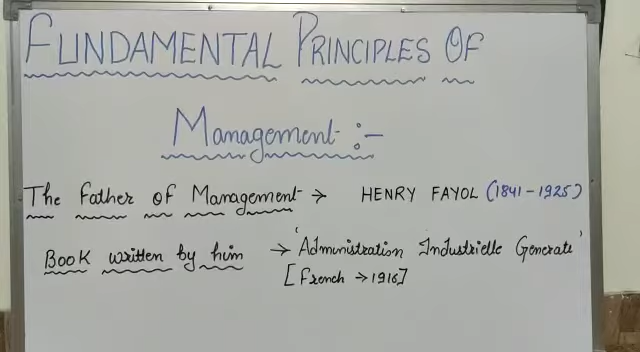 FUNDAMENTAL PRINCIPLES OF
Management :-
The Father of Management → HENRY FAYOL (1841-1925)
Book written by him → 'Administration Industrielle Generate'
[French → 1916]